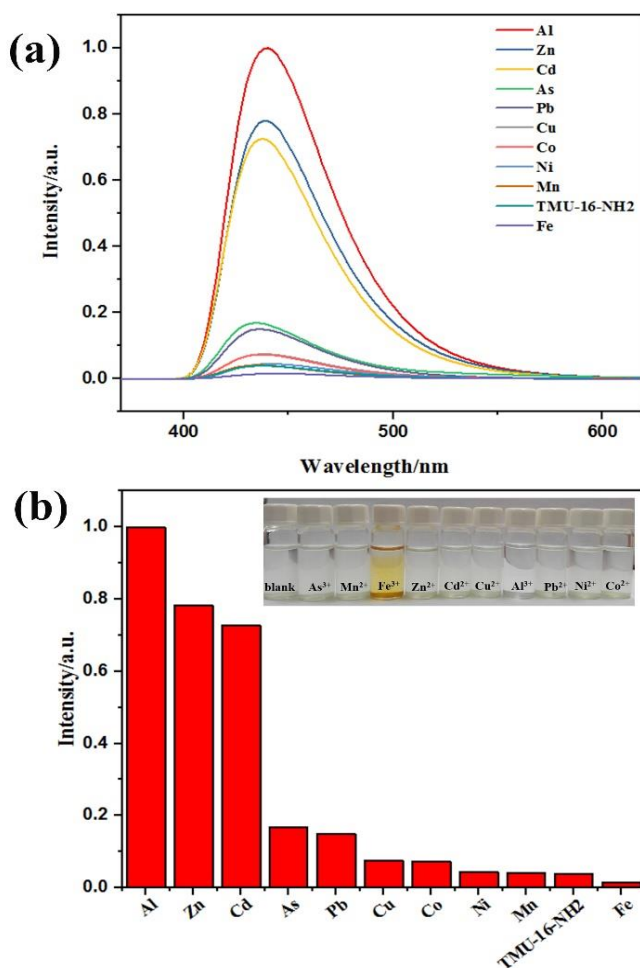 (a)
Intensity/a.u.
1.0
0.8
0.6
0.4
0.2
0.0
Al
Zn
Cd
As
Pb
Cu
Co
Ni
Mn
TMU-16-NH2
Fe
400 500 600
Wavelength/nm
(b)
Intensity/a.u.
1.0
0.8
0.6
0.4
0.2
0.0
blank As³⁺ Mn²⁺ Fe³⁺ Zn²⁺ Cd²⁺ Cu²⁺ Al³⁺ Pb²⁺ Ni²⁺ Co²⁺
Al Zn Cd As Pb Cu Co Ni Mn TMU-16-NH2 Fe